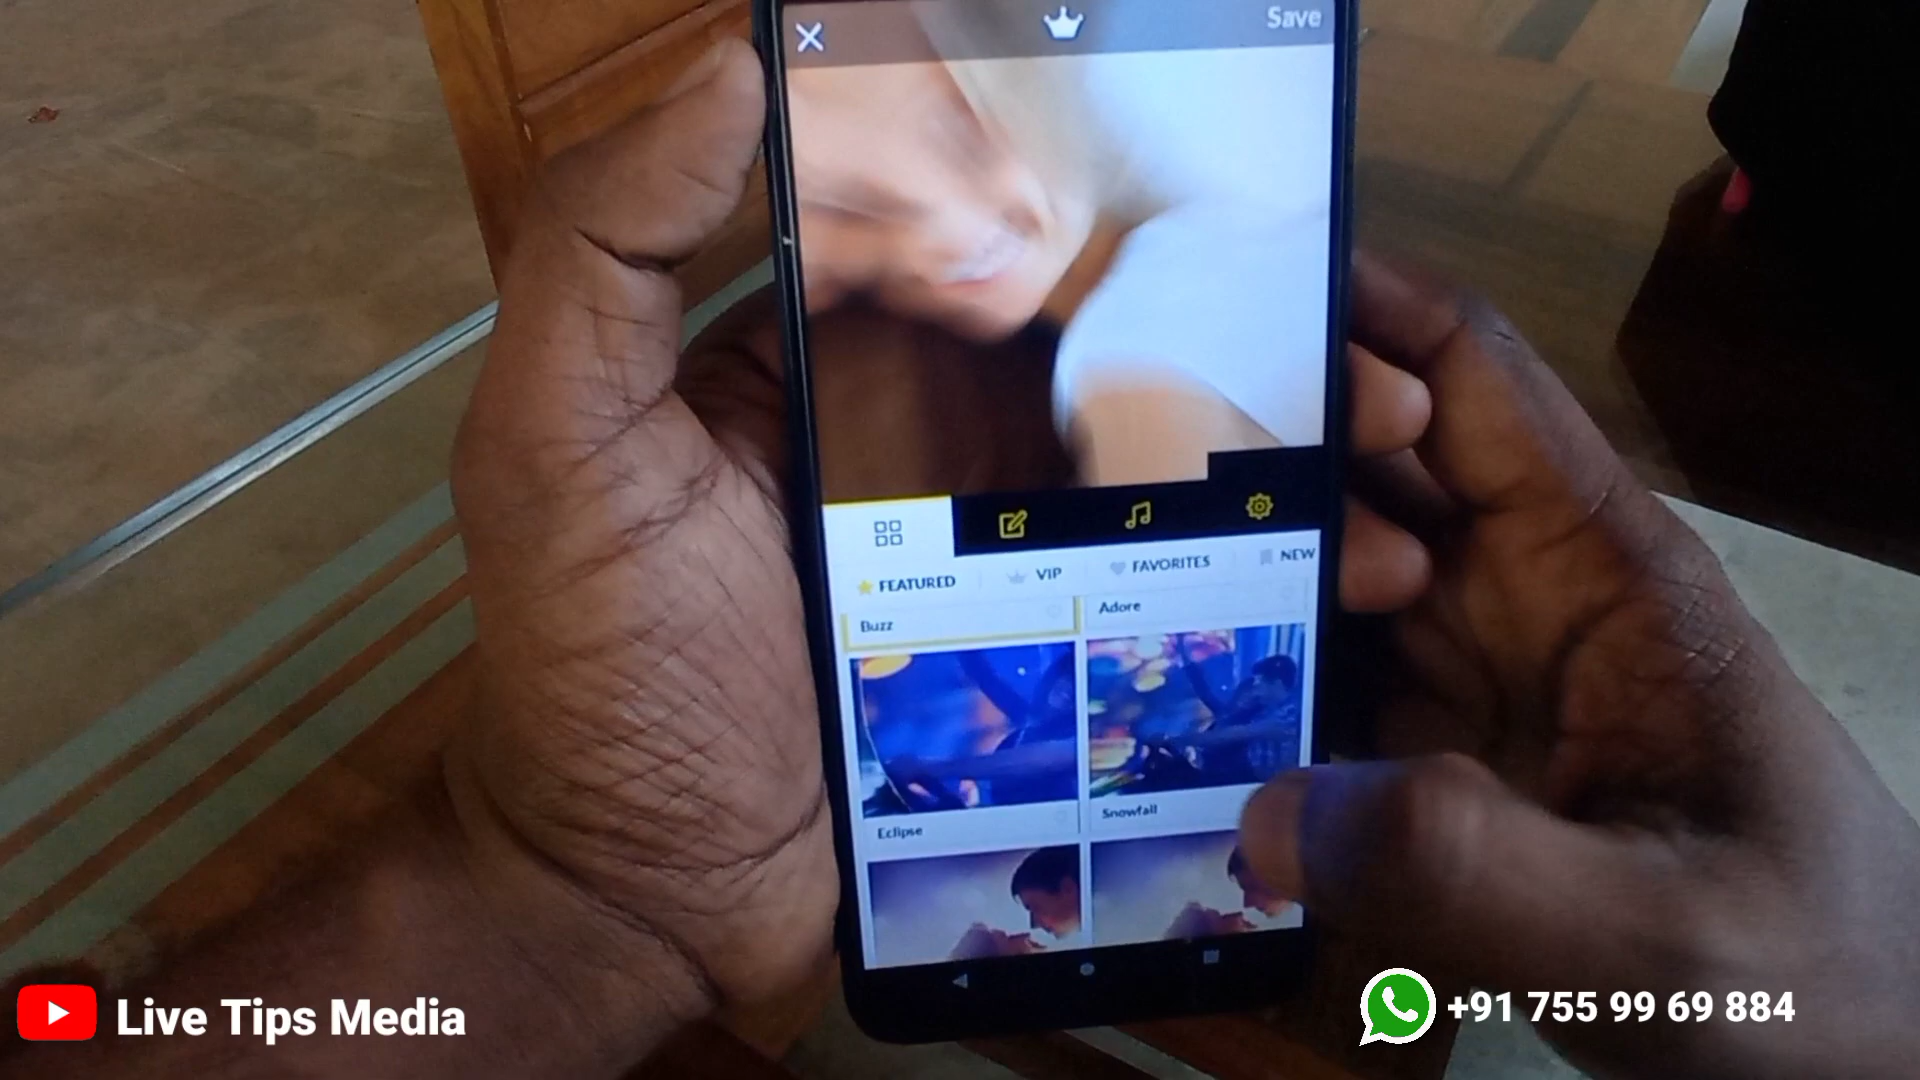 Save
FEATURED
VIP
FAVORITES
NEW
Buzz
Adore
Eclipse
Snowfall
Live Tips Media
+91 755 99 69 884